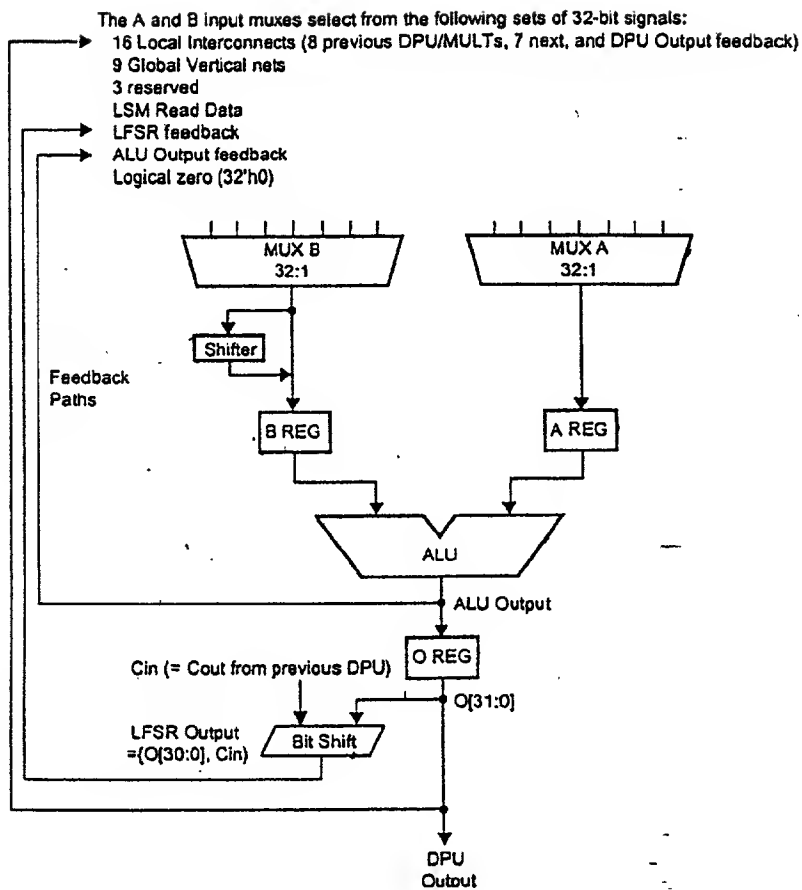 The A and B input muxes select from the following sets of 32-bit signals:
16 Local Interconnects (8 previous DPU/MULTs, 7 next, and DPU Output feedback)
9 Global Vertical nets
3 reserved
LSM Read Data
LFSR feedback
ALU Output feedback
Logical zero (32'h0)
MUX B
32:1
MUX A
32:1
Shifter
Feedback
Paths
B REG
A REG
ALU
ALU Output
O REG
Cin (= Cout from previous DPU)
O[31:0]
LFSR Output
={O[30:0], Cin)
Bit Shift
DPU
Output